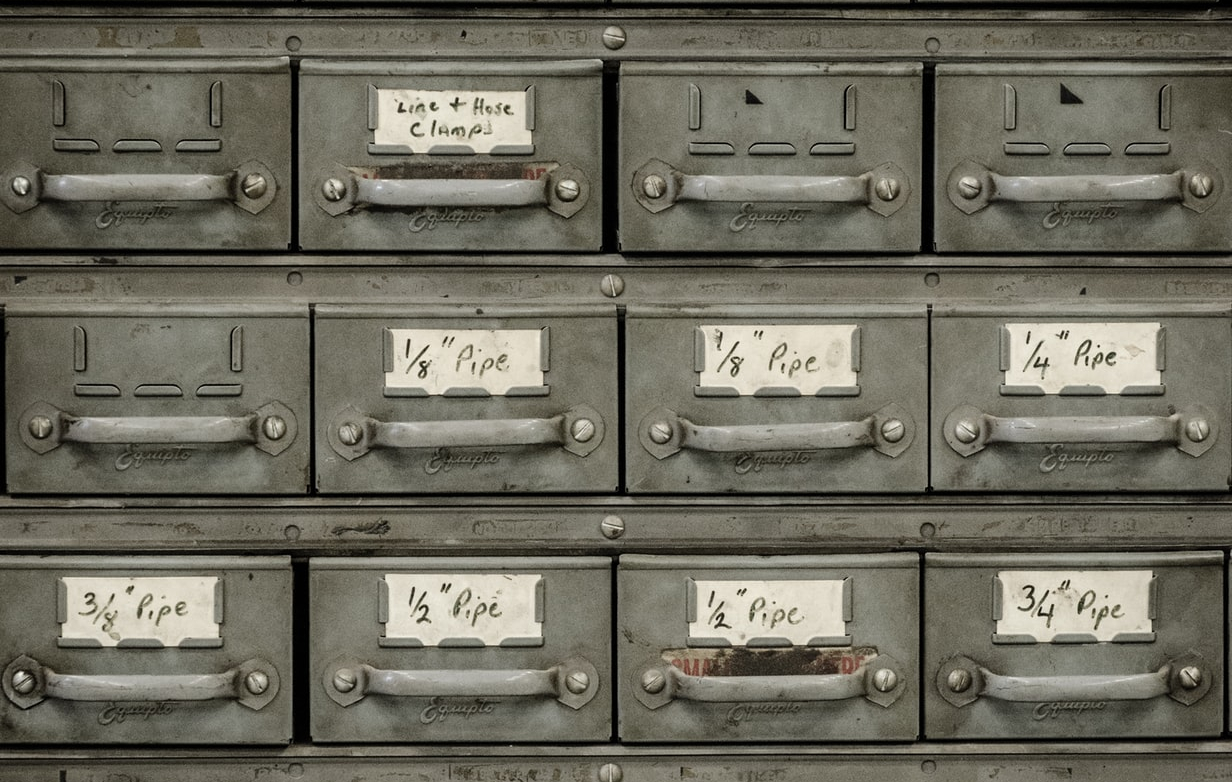 Line + Hose
Clamps
Equipto
Equipto
Equipto
Equipto
1/8" Pipe
1/8" Pipe
1/4" Pipe
Equipto
Equipto
Equipto
Equipto
3/8" Pipe
1/2" Pipe
1/2" Pipe
3/4" Pipe
Equipto
Equipto
Equipto
Equipto